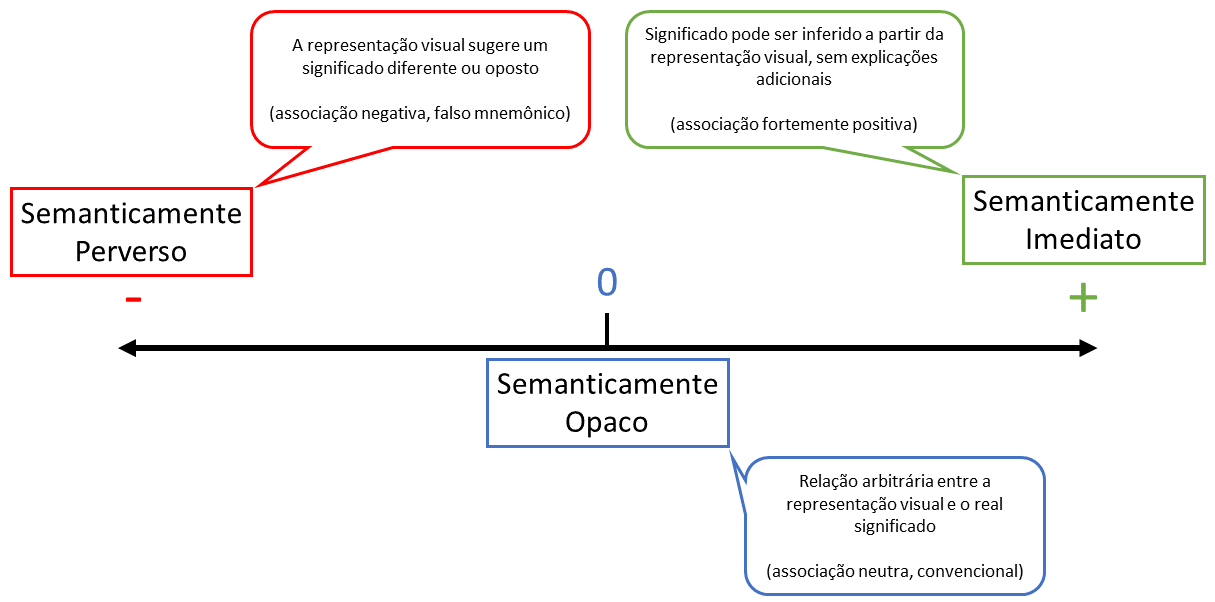 A representação visual sugere um
significado diferente ou oposto
(associação negativa, falso mnemônico)
Significado pode ser inferido a partir da
representação visual, sem explicações
adicionais
(associação fortemente positiva)
Semanticamente
Perverso
Semanticamente
Imediato
-
0
+
Semanticamente
Opaco
Relação arbitrária entre a
representação visual e o real
significado
(associação neutra, convencional)